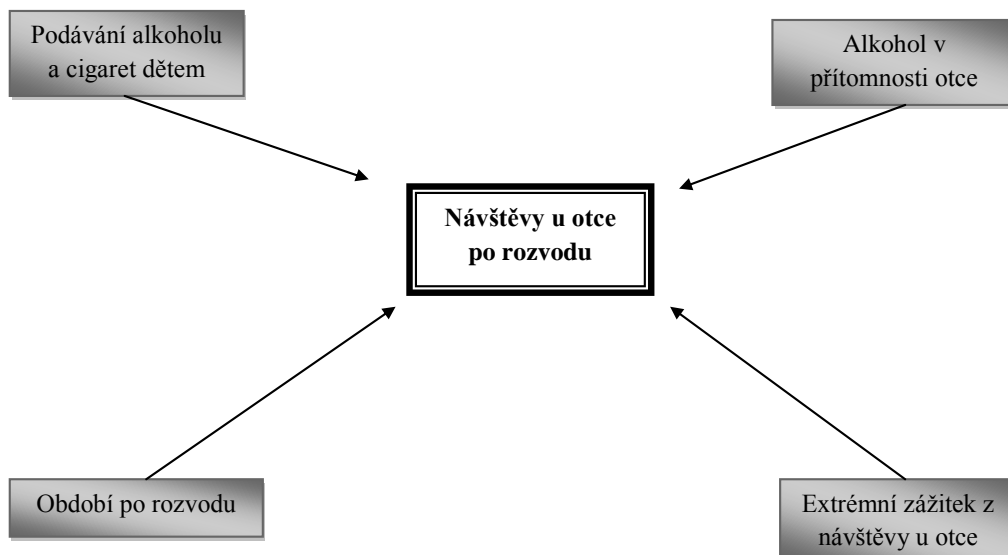 Podávání alkoholu
a cigaret dětem
Alkohol v
přítomnosti otce
Návštěvy u otce
po rozvodu
Období po rozvodu
Extrémní zážitek z
návštěvy u otce